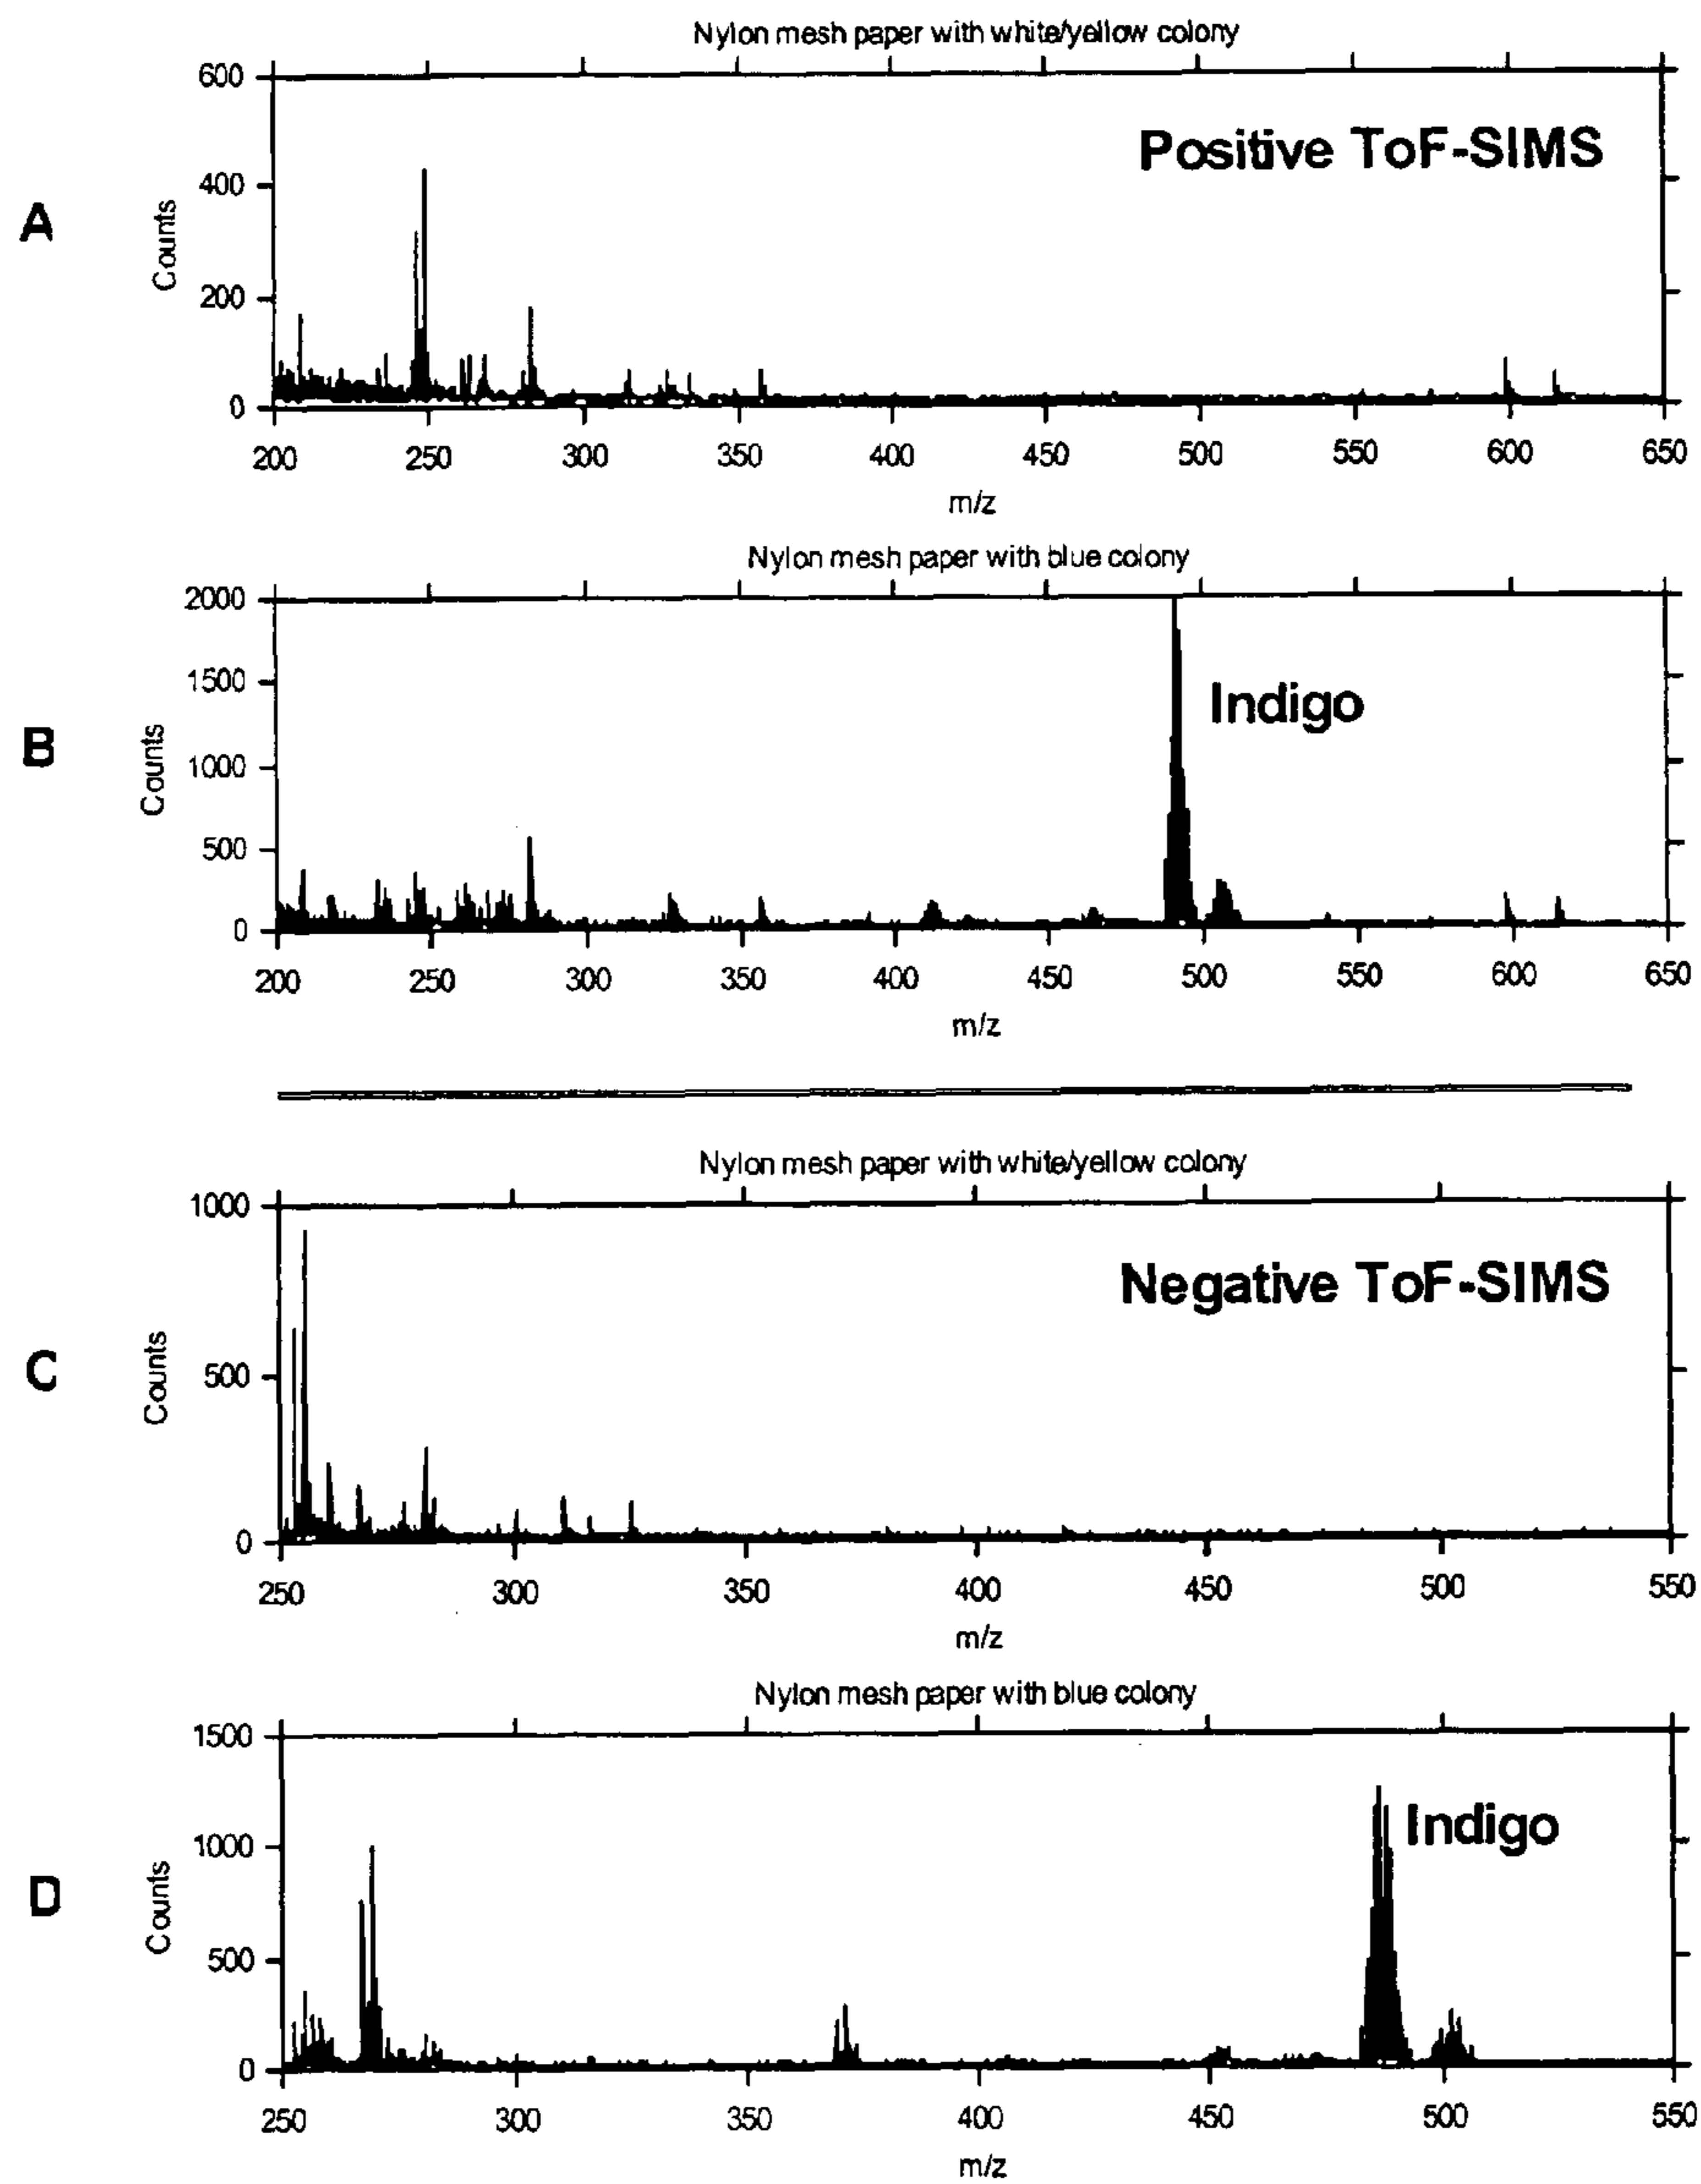 Nylon mesh paper with white/yellow colony
600
Positive ToF-SIMS
400
A
Counts
200
0
200 250 300 350 400 450 500 550 600 650
m/z
Nylon mesh paper with blue colony
2000
1500
Indigo
B
Counts
1000
500
0
200 250 300 350 400 450 500 550 600 650
m/z
Nylon mesh paper with white/yellow colony
1000
Negative ToF-SIMS
C
Counts
500
0
250 300 350 400 450 500 550
m/z
Nylon mesh paper with blue colony
1500
Indigo
1000
D
Counts
500
0
250 300 350 400 450 500 550
m/z